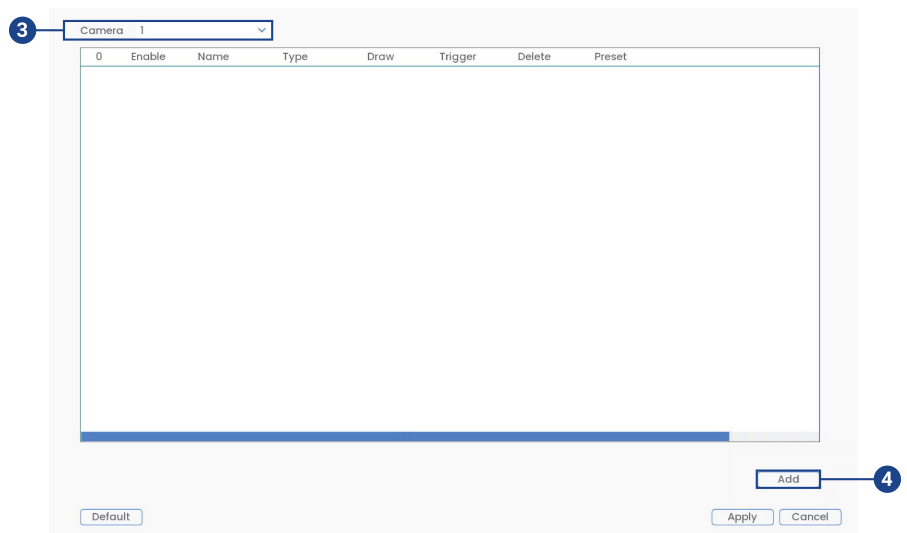 3 Camera 1
0 Enable Name Type Draw Trigger Delete Preset
Add 4
Default Apply Cancel